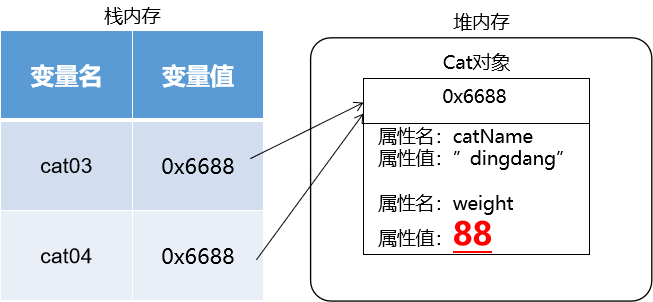 栈内存
变量名 变量值
cat03 0x6688
cat04 0x6688
堆内存
Cat对象
0x6688
属性名：catName
属性值：”dingdang”
属性名：weight
属性值：88